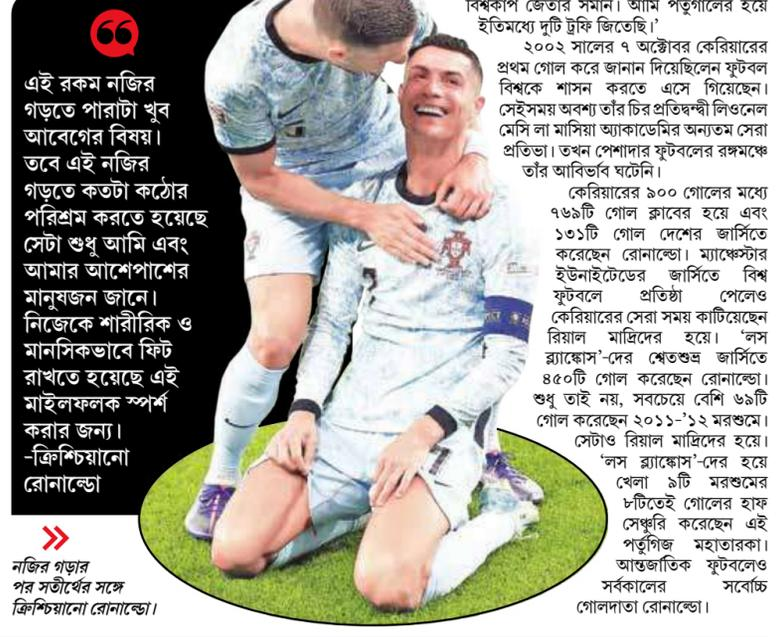 এই রকম নজির
গড়তে পারাটা খুব
আবেগের বিষয়।
তবে এই নজির
গড়তে কতটা কঠোর
পরিশ্রম করতে হয়েছে
সেটা শুধু আমি এবং
আমার আশেপাশের
মানুষজন জানে।
নিজেকে শারীরিক ও
মানসিকভাবে ফিট
রাখতে হয়েছে এই
মাইলফলক স্পর্শ
করার জন্য।
-ক্রিশ্চিয়ানো
রোনাল্ডো
নজির গড়ার
পর সতীর্থের সঙ্গে
ক্রিশ্চিয়ানো রোনাল্ডো।
বিশ্বকাপ জেতার সমান। আমি পর্তুগালের হয়ে
ইতিমধ্যে দুটি ট্রফি জিতেছি।’
২০০২ সালের ৭ অক্টোবর কেরিয়ারের
প্রথম গোল করে জানান দিয়েছিলেন ফুটবল
বিশ্বকে শাসন করতে এসে গিয়েছেন।
সেইসময় অবশ্য তাঁর চির প্রতিদ্বন্দ্বী লিওনেল
মেসি লা মাসিয়া অ্যাকাডেমির অন্যতম সেরা
প্রতিভা। তখন পেশাদার ফুটবলের রঙ্গমঞ্চে
তাঁর আবির্ভাব ঘটেনি।
কেরিয়ারের ৯০০ গোলের মধ্যে
৭৬৯টি গোল ক্লাবের হয়ে এবং
১৩১টি গোল দেশের জার্সিতে
করেছেন রোনাল্ডো। ম্যাঞ্চেস্টার
ইউনাইটেডের জার্সিতে বিশ্ব
ফুটবলে প্রতিষ্ঠা পেলেও
কেরিয়ারের সেরা সময় কাটিয়েছেন
রিয়াল মাদ্রিদের হয়ে। ‘লস
ব্ল্যাঙ্কোস’-দের শ্বেতশুভ্র জার্সিতে
৪৫০টি গোল করেছেন রোনাল্ডো।
শুধু তাই নয়, সবচেয়ে বেশি ৬৯টি
গোল করেছেন ২০১১-’১২ মরশুমে।
সেটাও রিয়াল মাদ্রিদের হয়ে।
‘লস ব্ল্যাঙ্কোস’-দের হয়ে
খেলা ৯টি মরশুমের
৮টিতেই গোলের হাফ
সেঞ্চুরি করেছেন এই
পর্তুগিজ মহাতারকা।
আন্তজাতিক ফুটবলেও
সর্বকালের সর্বোচ্চ
গোলদাতা রোনাল্ডো।